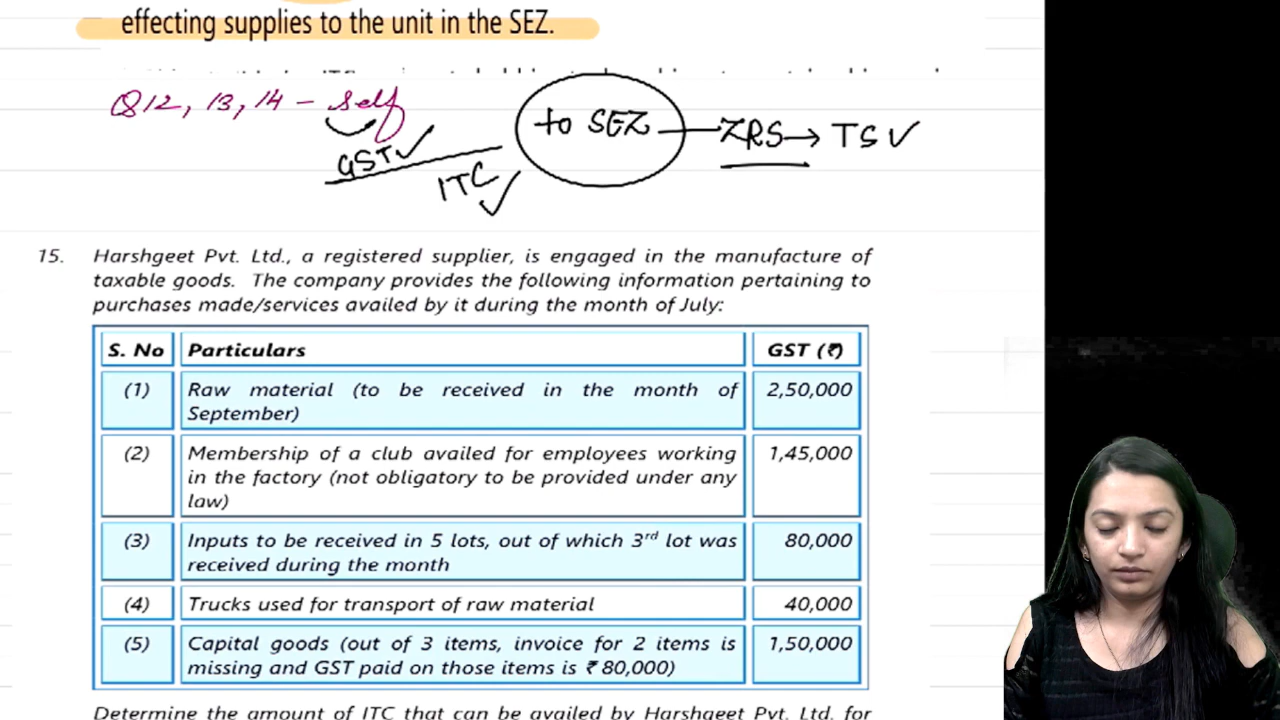 effecting supplies to the unit in the SEZ.
Q12, 13, 14 - Self
GST ✓
ITC ✓
to SEZ — ZRS → TS ✓
15. Harshgeet Pvt. Ltd., a registered supplier, is engaged in the manufacture of
taxable goods. The company provides the following information pertaining to
purchases made/services availed by it during the month of July:
S. No Particulars GST (₹)
(1) Raw material (to be received in the month of 2,50,000
September)
(2) Membership of a club availed for employees working 1,45,000
in the factory (not obligatory to be provided under any
law)
(3) Inputs to be received in 5 lots, out of which 3rd lot was 80,000
received during the month
(4) Trucks used for transport of raw material 40,000
(5) Capital goods (out of 3 items, invoice for 2 items is 1,50,000
missing and GST paid on those items is ₹ 80,000)
Determine the amount of ITC that can be availed by Harshgeet Pvt. Ltd. for